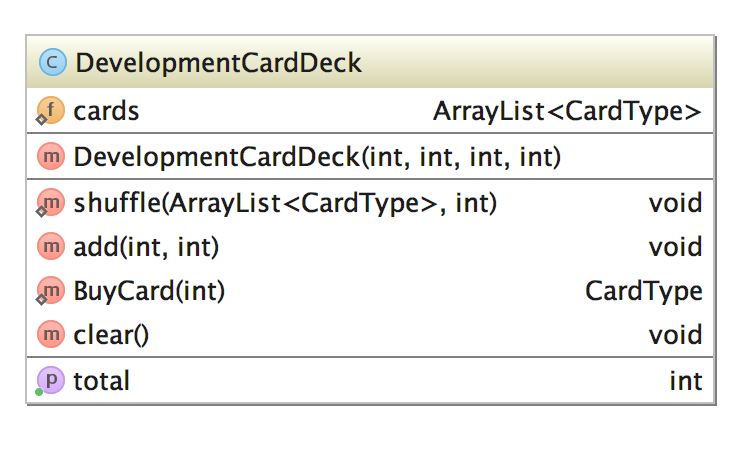 C DevelopmentCardDeck
f cards ArrayList<CardType>
m DevelopmentCardDeck(int, int, int, int)
m shuffle(ArrayList<CardType>, int) void
m add(int, int) void
m BuyCard(int) CardType
m clear() void
p total int